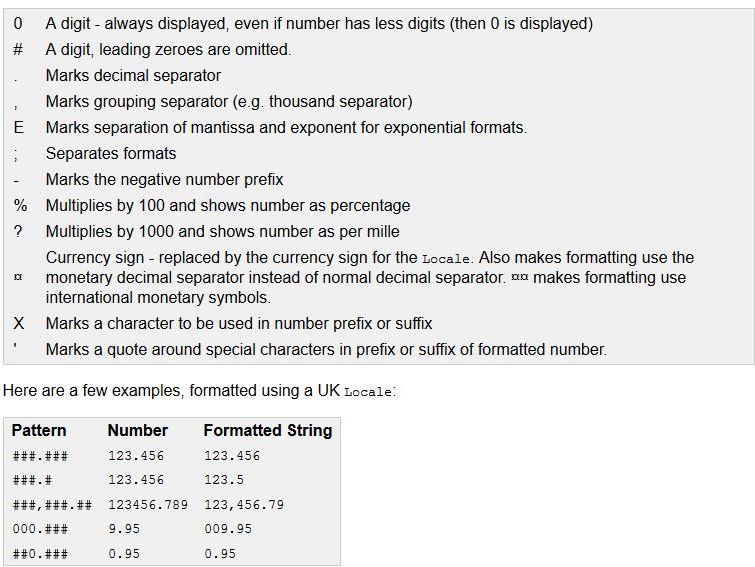 0 A digit - always displayed, even if number has less digits (then 0 is displayed)
# A digit, leading zeroes are omitted.
. Marks decimal separator
, Marks grouping separator (e.g. thousand separator)
E Marks separation of mantissa and exponent for exponential formats.
; Separates formats
- Marks the negative number prefix
% Multiplies by 100 and shows number as percentage
? Multiplies by 1000 and shows number as per mille
Currency sign - replaced by the currency sign for the Locale. Also makes formatting use the
¤ monetary decimal separator instead of normal decimal separator. ¤¤ makes formatting use
international monetary symbols.
X Marks a character to be used in number prefix or suffix
' Marks a quote around special characters in prefix or suffix of formatted number.
Here are a few examples, formatted using a UK Locale:
Pattern Number Formatted String
###.### 123.456 123.456
###.# 123.456 123.5
###,###.## 123456.789 123,456.79
000.### 9.95 009.95
##0.### 0.95 0.95